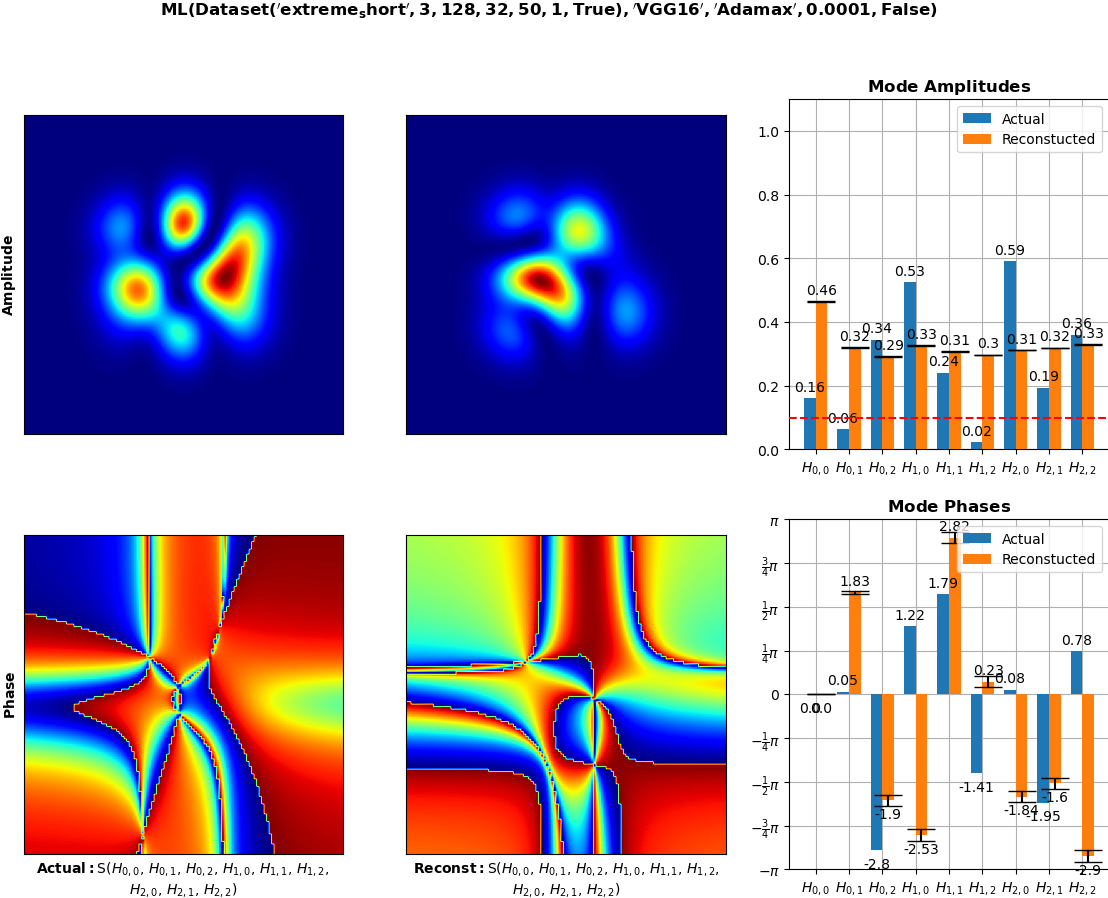 ML(Dataset('extreme_short', 3, 128, 32, 50, 1, True), 'VGG16', 'Adamax', 0.0001, False)
Amplitude
Mode Amplitudes
Actual
Reconstucted
1.0
0.8
0.6
0.4
0.2
0.0
0.16
0.06
0.34
0.53
0.24
0.02
0.59
0.19
0.36
0.46
0.32
0.29
0.33
0.31
0.3
0.31
0.32
0.33
H0,0 H0,1 H0,2 H1,0 H1,1 H1,2 H2,0 H2,1 H2,2
Phase
Actual: S(H0,0, H0,1, H0,2, H1,0, H1,1, H1,2,
H2,0, H2,1, H2,2)
Reconst: S(H0,0, H0,1, H0,2, H1,0, H1,1, H1,2,
H2,0, H2,1, H2,2)
Mode Phases
Actual
Reconstucted
π
3/4π
1/2π
1/4π
0
−1/4π
−1/2π
−3/4π
−π
0.0
0.05
-2.8
1.22
1.79
-1.41
0.08
-1.95
0.78
0.0
1.83
-1.9
-2.53
2.82
0.23
-1.84
-1.6
-2.9
H0,0 H0,1 H0,2 H1,0 H1,1 H1,2 H2,0 H2,1 H2,2